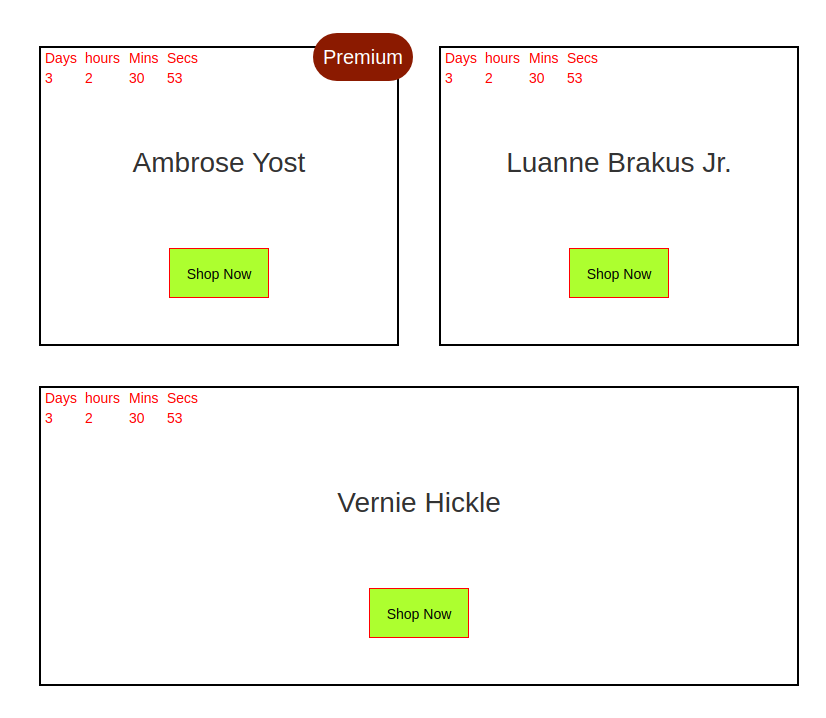 Days hours Mins Secs
3 2 30 53
Premium
Ambrose Yost
Shop Now
Days hours Mins Secs
3 2 30 53
Luanne Brakus Jr.
Shop Now
Days hours Mins Secs
3 2 30 53
Vernie Hickle
Shop Now